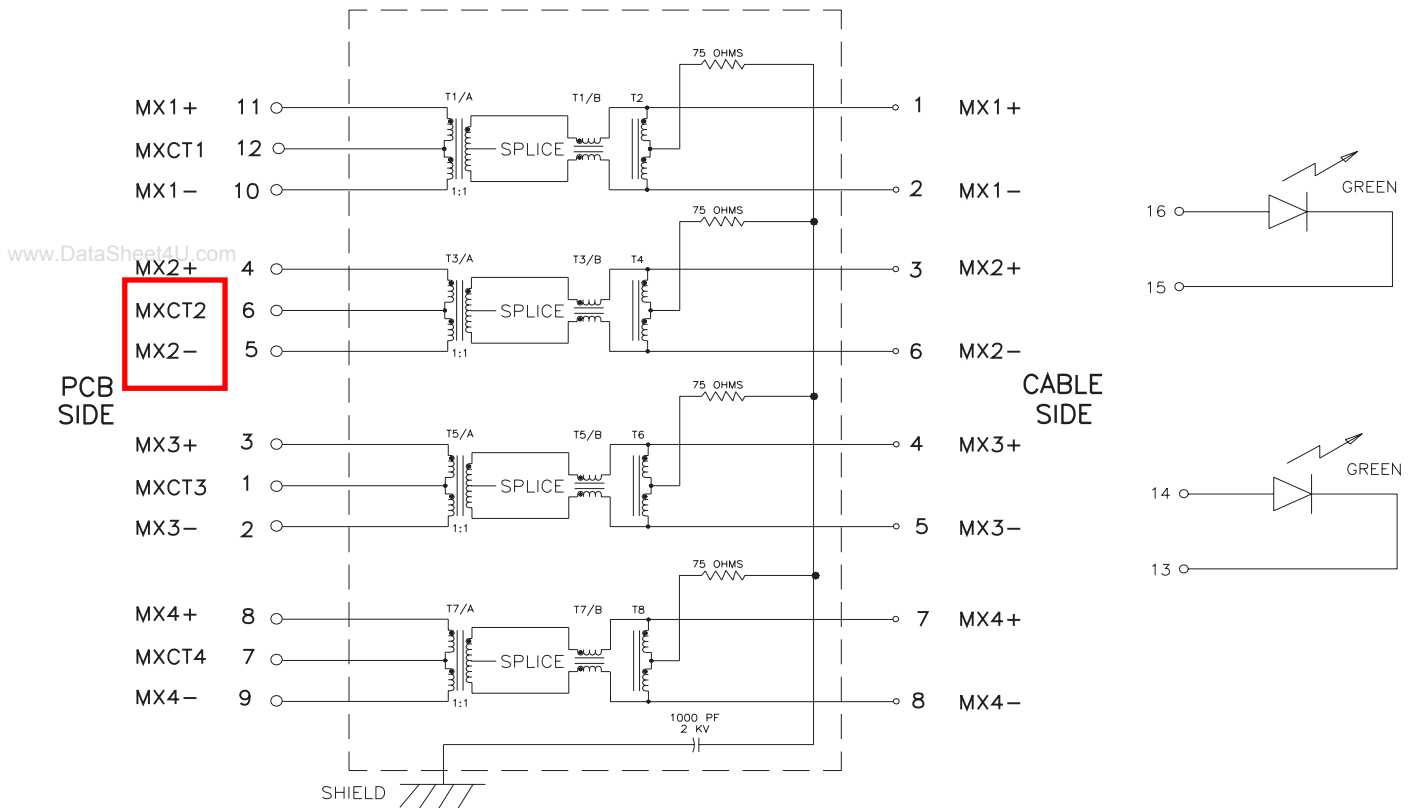 75 OHMS
T1/A T1/B T2
MX1+ 11 1 MX1+
MXCT1 12 SPLICE
MX1- 10 1:1 2 MX1-
GREEN
16
75 OHMS
www.DataSheet4U.com
T3/A T3/B T4
MX2+ 4 3 MX2+
15
MXCT2 6 SPLICE
MX2- 5 1:1 6 MX2-
PCB
SIDE
75 OHMS
CABLE
SIDE
T5/A T5/B T6
MX3+ 3 4 MX3+
GREEN
MXCT3 1 SPLICE
14
MX3- 2 1:1 5 MX3-
75 OHMS
13
T7/A T7/B T8
MX4+ 8 7 MX4+
MXCT4 7 SPLICE
MX4- 9 1:1 8 MX4-
1000 PF
2 KV
SHIELD